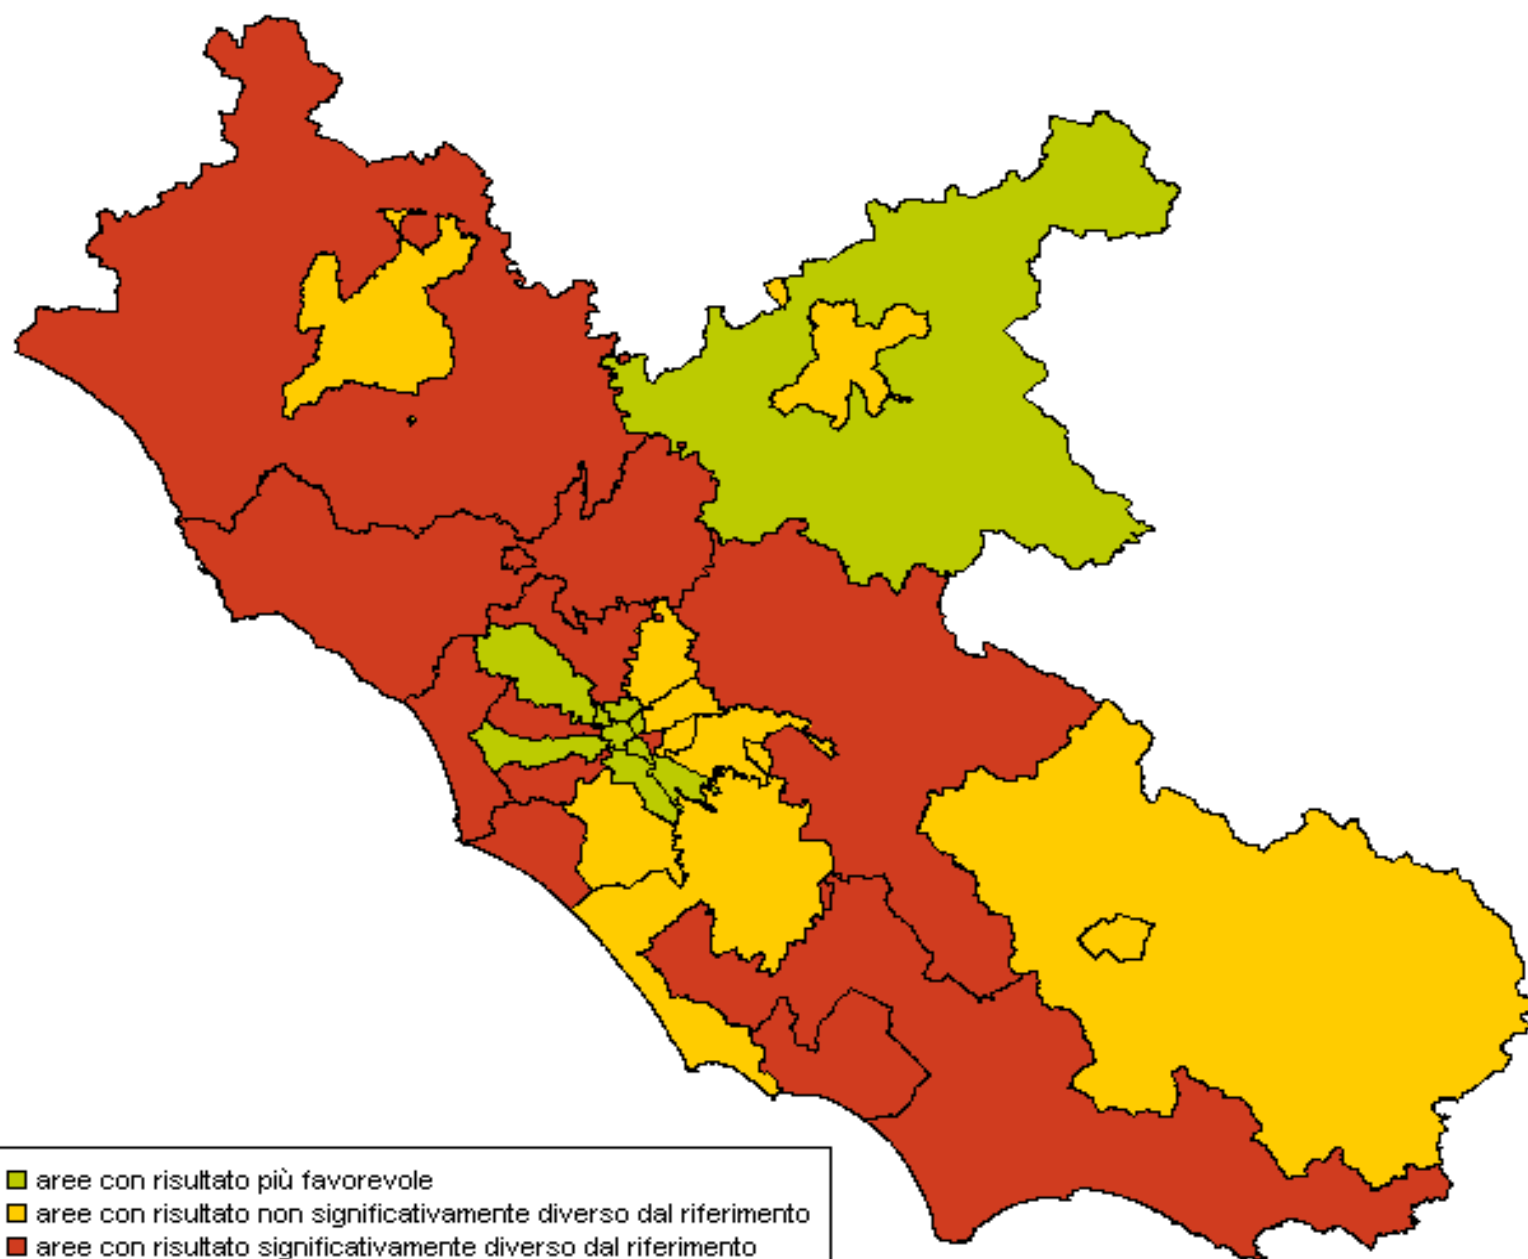 aree con risultato più favorevole
aree con risultato non significativamente diverso dal riferimento
aree con risultato significativamente diverso dal riferimento